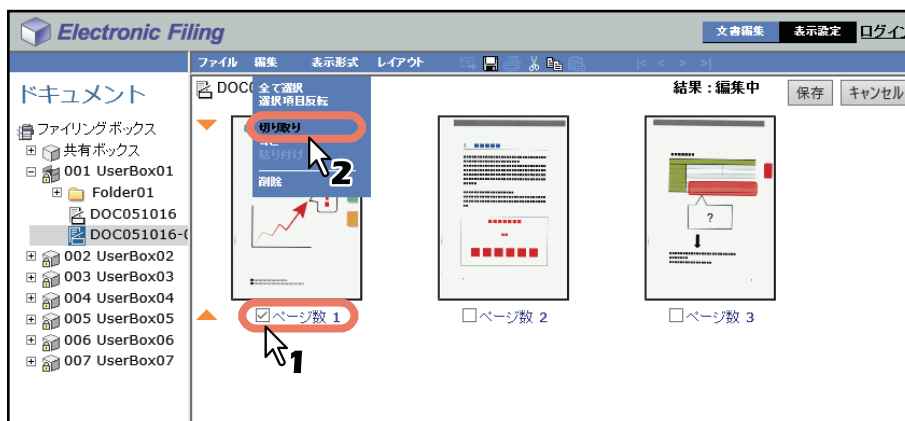 Electronic Filing
文書編集 表示設定 ログイン
ファイル 編集 表示形式 レイアウト
|< < > >|
ドキュメント
ファイリングボックス
共有ボックス
001 UserBox01
Folder01
DOC051016
DOC051016-0
002 UserBox02
003 UserBox03
004 UserBox04
005 UserBox05
006 UserBox06
007 UserBox07
DOC0
結果 : 編集中
保存 キャンセル
全て選択
選択項目反転
切り取り
貼り付け
削除
2
?
ページ数 1
ページ数 2
ページ数 3
1